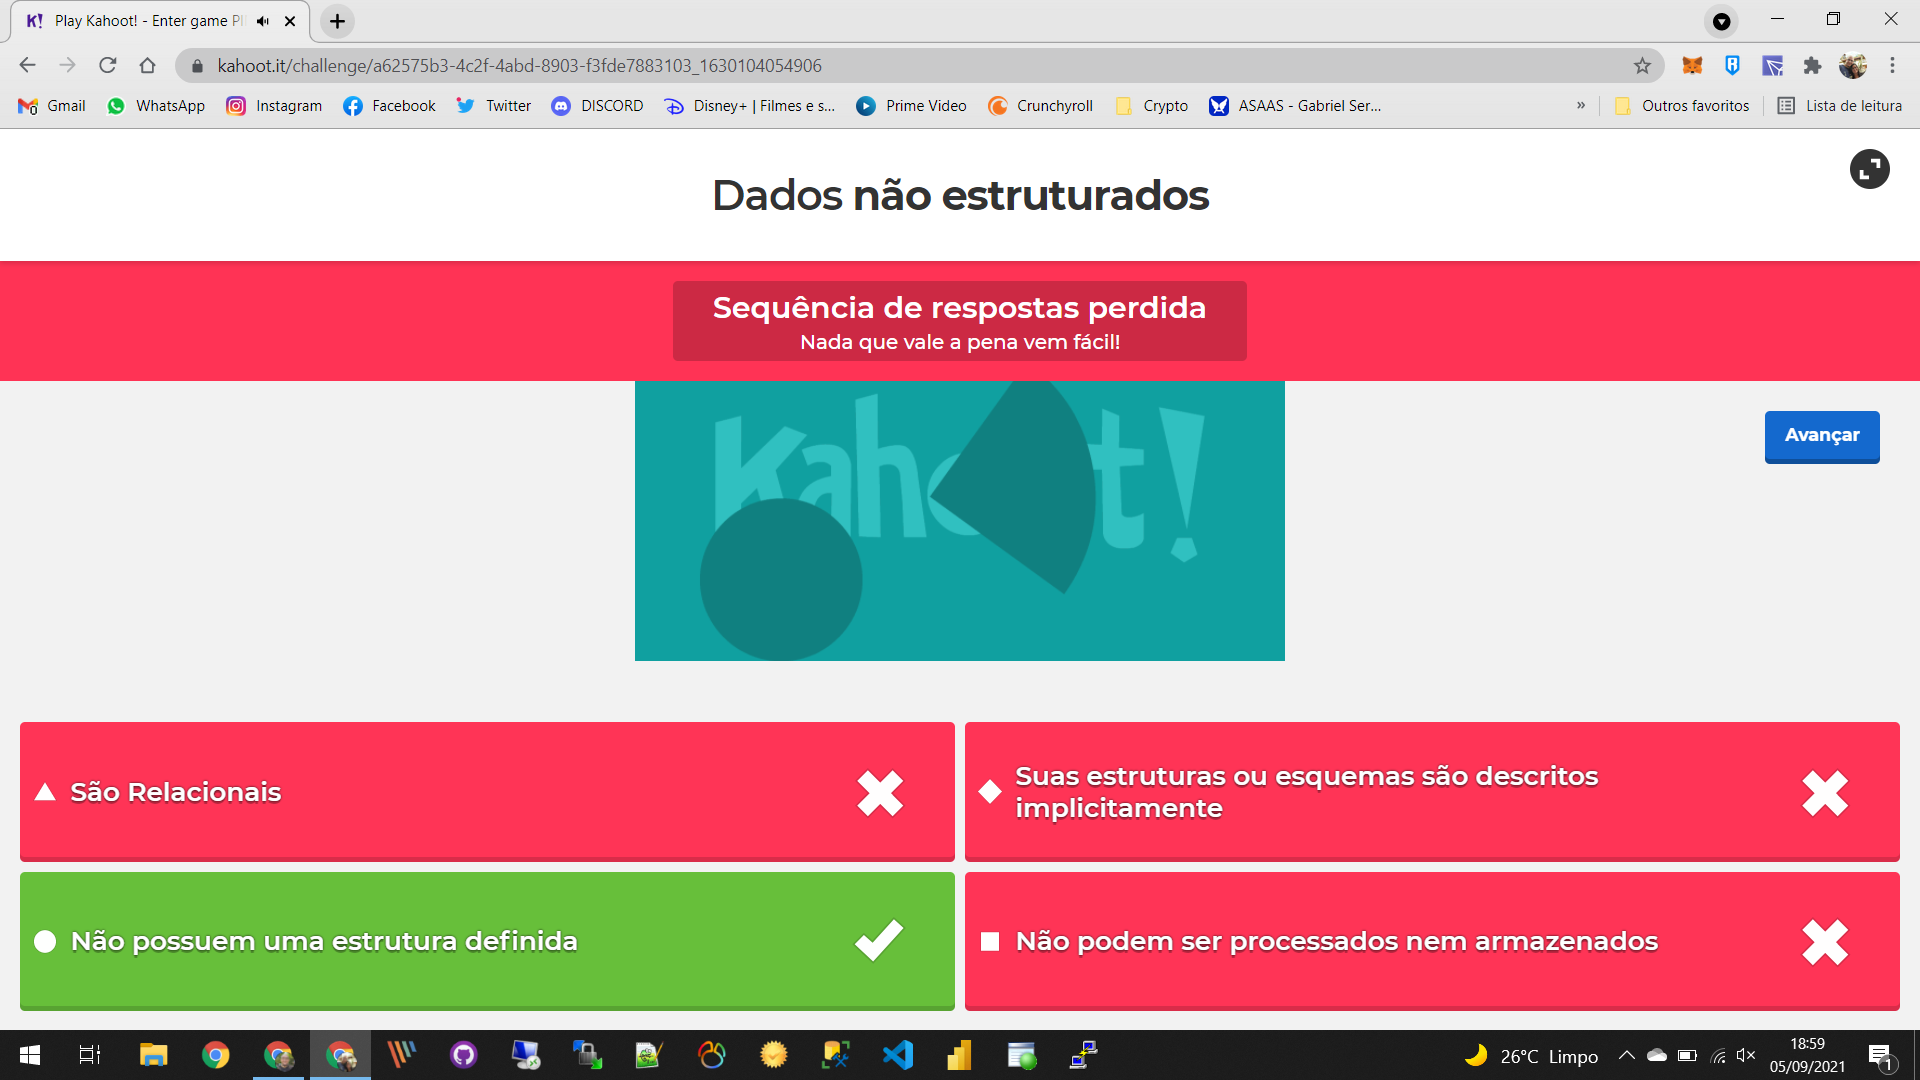 Play Kahoot! - Enter game P
kahoot.it/challenge/a62575b3-4c2f-4abd-8903-f3fde7883103_1630104054906
Gmail WhatsApp Instagram Facebook Twitter DISCORD Disney+ | Filmes e s... Prime Video Crunchyroll Crypto ASAAS - Gabriel Ser... » Outros favoritos Lista de leitura
Dados não estruturados
Sequência de respostas perdida
Nada que vale a pena vem fácil!
Kahoot!
Avançar
São Relacionais
Suas estruturas ou esquemas são descritos
implicitamente
Não possuem uma estrutura definida
Não podem ser processados nem armazenados
26°C Limpo
18:59
05/09/2021
1